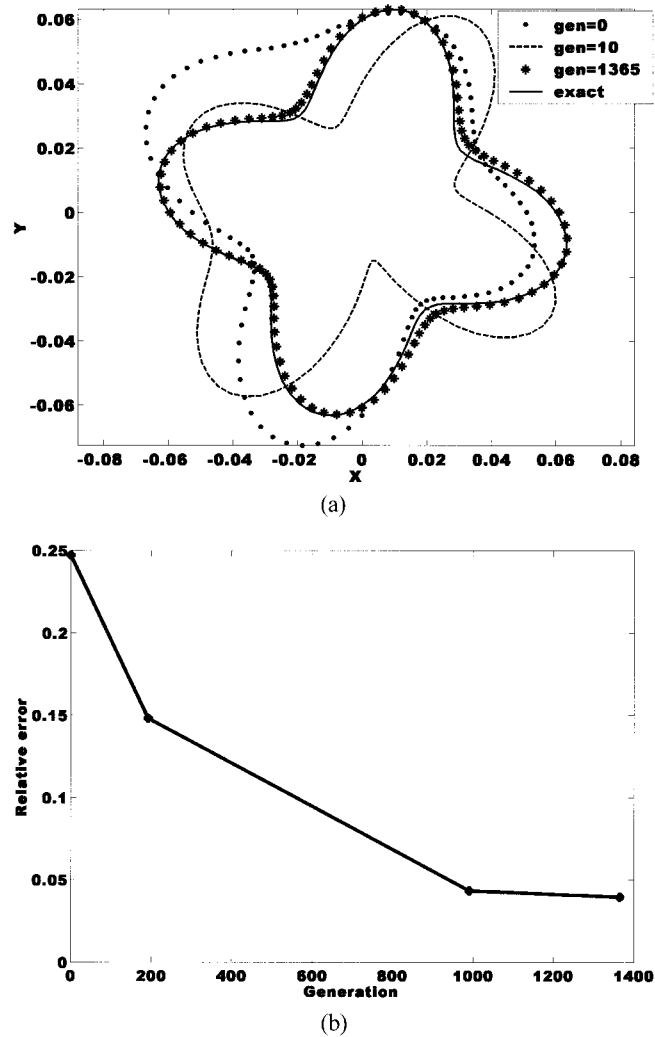 0.06
0.04
0.02
0
-0.02
-0.04
-0.06
Y
gen=0
gen=10
gen=1365
exact
-0.08 -0.06 -0.04 -0.02 0 0.02 0.04 0.06 0.08
X
(a)
0.25
0.2
0.15
0.1
0.05
0
Relative error
0 200 400 600 800 1000 1200 1400
Generation
(b)